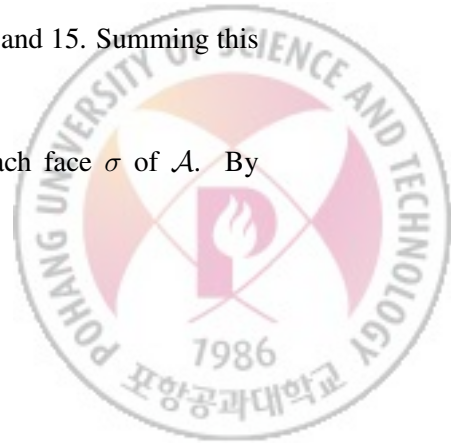 and 15. Summing this
ach face σ of 𝒜. By
POHANG UNIVERSITY OF SCIENCE AND TECHNOLOGY
1986
포항공과대학교